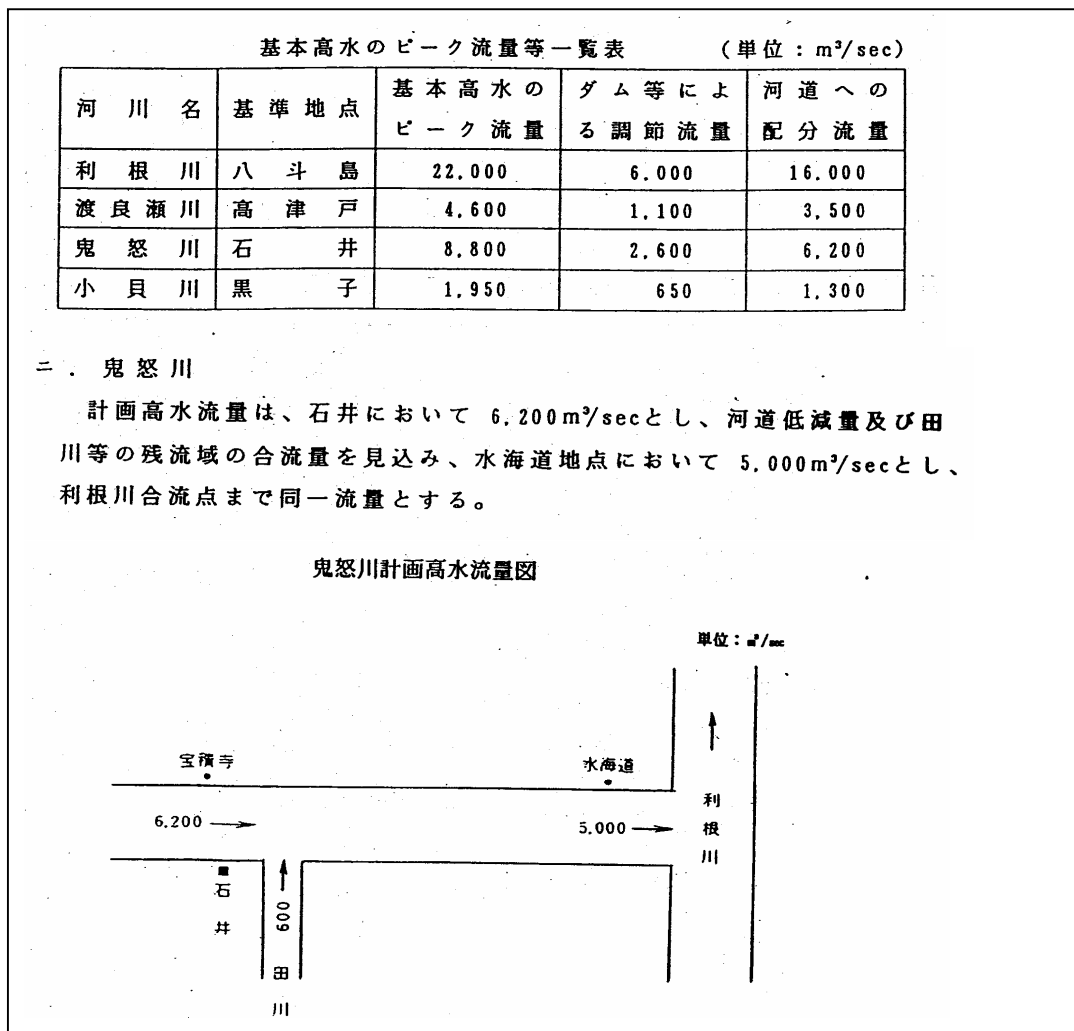 基本高水のピーク流量等一覧表 (単位：m³/sec)
河川名 基準地点 基本高水のピーク流量 ダム等による調節流量 河道への配分流量
利根川 八斗島 22,000 6,000 16,000
渡良瀬川 高津戸 4,600 1,100 3,500
鬼怒川 石井 8,800 2,600 6,200
小貝川 黒子 1,950 650 1,300
ニ．鬼怒川
計画高水流量は、石井において 6,200m³/secとし、河道低減量及び田
川等の残流域の合流量を見込み、水海道地点において 5,000m³/secとし、
利根川合流点まで同一流量とする。
鬼怒川計画高水流量図
単位：m³/sec
宝積寺
水海道
6,200
5,000
利根川
石井
600
田川